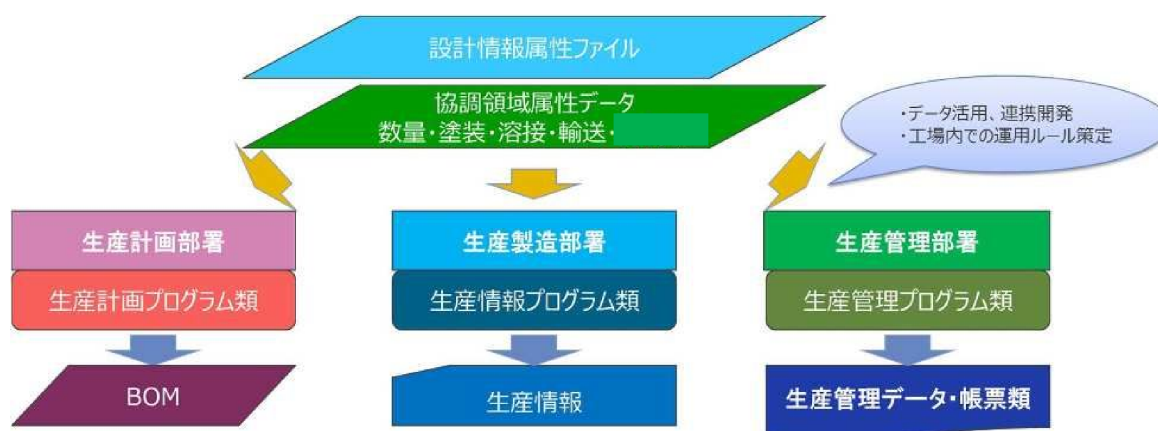 設計情報属性ファイル
協調領域属性データ
数量・塗装・溶接・輸送・
・データ活用、連携開発
・工場内での運用ルール策定
生産計画部署
生産製造部署
生産管理部署
生産計画プログラム類
生産情報プログラム類
生産管理プログラム類
BOM
生産情報
生産管理データ・帳票類